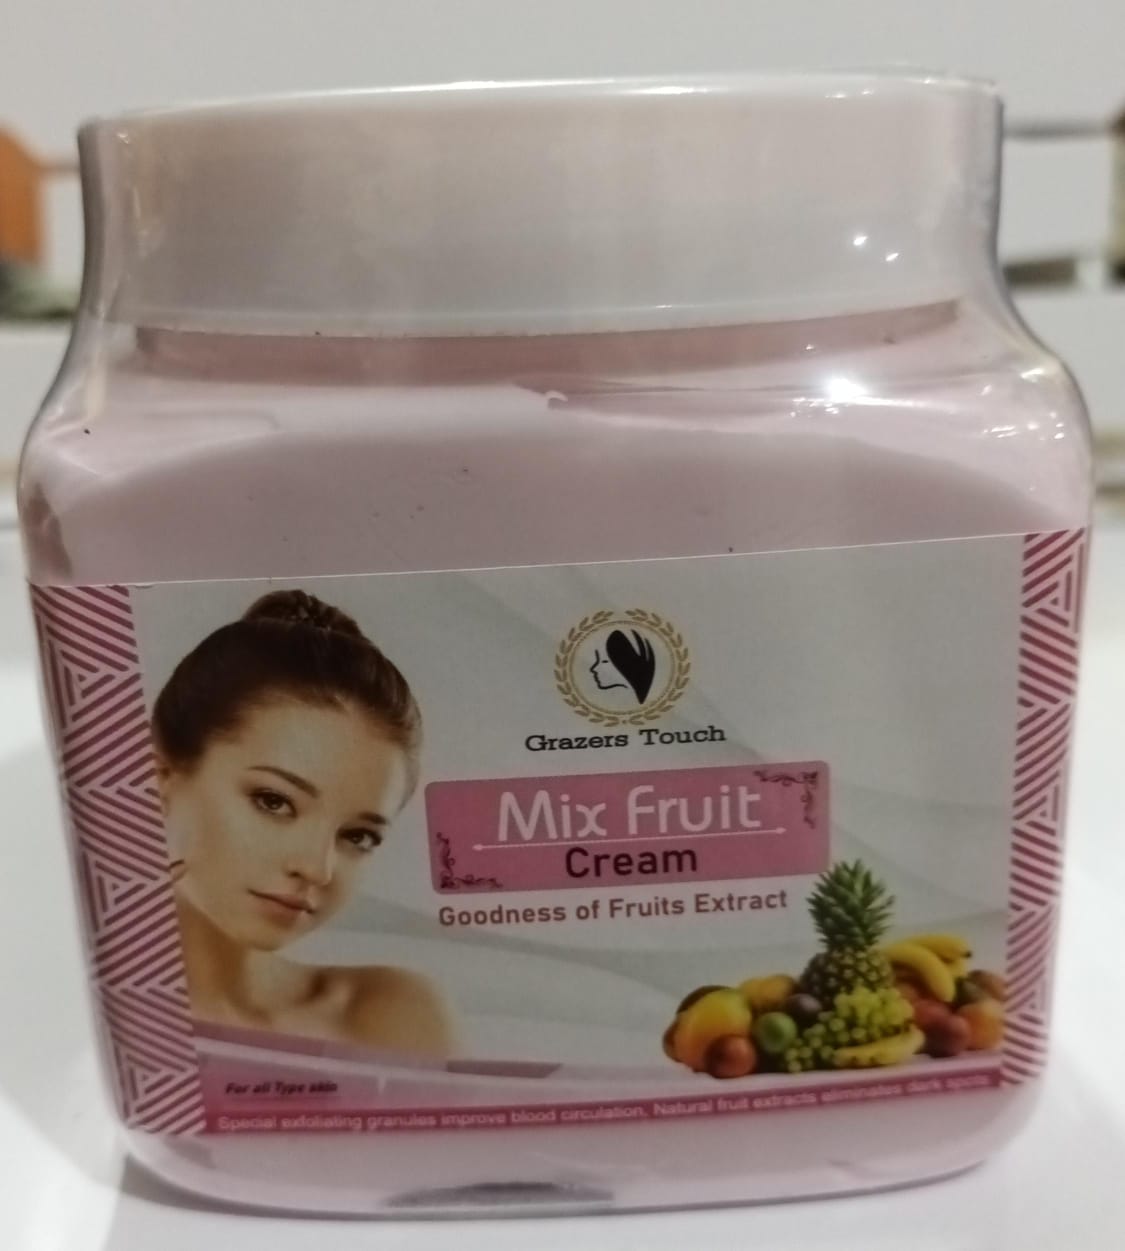 Grazers Touch
Mix Fruit
Cream
Goodness of Fruits Extract
For all Type skin
Special exfoliating granules improve blood circulation. Natural fruit extracts eliminates dark spots